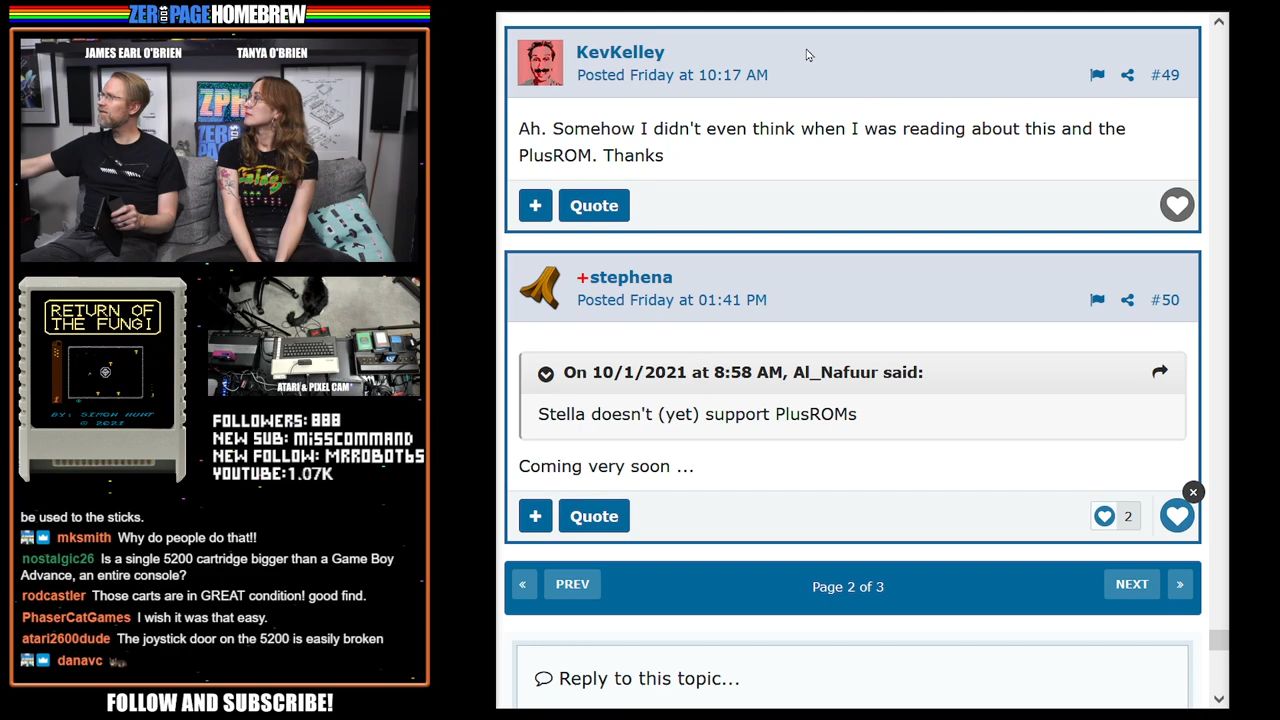 ZER PAGE HOMEBREW
JAMES EARL O'BRIEN
TANYA O'BRIEN
ZPH
RETURN OF
THE FUNGI
BY: SIMON HUNT
© 2021
ATARI & PIXEL CAM
FOLLOWERS: 888
NEW SUB: MISSCOMMAND
NEW FOLLOW: MRROBOT65
YOUTUBE: 1.07K
be used to the sticks.
mksmith Why do people do that!!
nostalgic26 Is a single 5200 cartridge bigger than a Game Boy
Advance, an entire console?
rodcastler Those carts are in GREAT condition! good find.
PhaserCatGames I wish it was that easy.
atari2600dude The joystick door on the 5200 is easily broken
danavc
FOLLOW AND SUBSCRIBE!
KevKelley
Posted Friday at 10:17 AM
#49
Ah. Somehow I didn't even think when I was reading about this and the
PlusROM. Thanks
+ Quote
+stephena
Posted Friday at 01:41 PM
#50
On 10/1/2021 at 8:58 AM, Al_Nafuur said:
Stella doesn't (yet) support PlusROMs
Coming very soon ...
+ Quote
2
« PREV
Page 2 of 3
NEXT »
Reply to this topic...